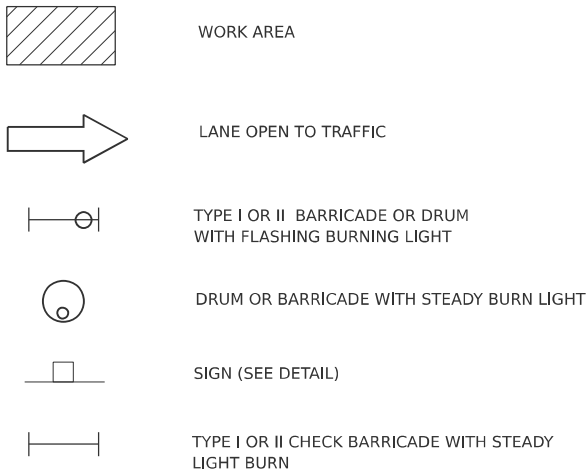 WORK AREA
LANE OPEN TO TRAFFIC
TYPE I OR II BARRICADE OR DRUM
WITH FLASHING BURNING LIGHT
DRUM OR BARRICADE WITH STEADY BURN LIGHT
SIGN (SEE DETAIL)
TYPE I OR II CHECK BARRICADE WITH STEADY
LIGHT BURN